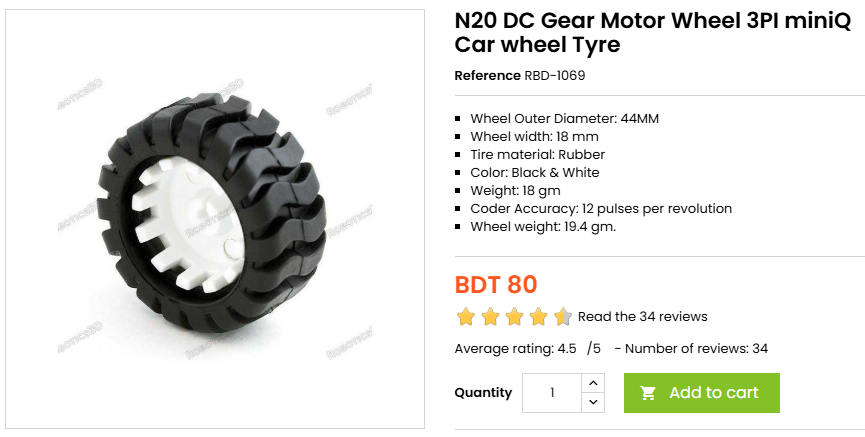 N20 DC Gear Motor Wheel 3PI miniQ
Car wheel Tyre
Reference RBD-1069
Wheel Outer Diameter: 44MM
Wheel width: 18 mm
Tire material: Rubber
Color: Black & White
Weight: 18 gm
Coder Accuracy: 12 pulses per revolution
Wheel weight: 19.4 gm.
BDT 80
Read the 34 reviews
Average rating: 4.5 /5 - Number of reviews: 34
Quantity 1 Add to cart